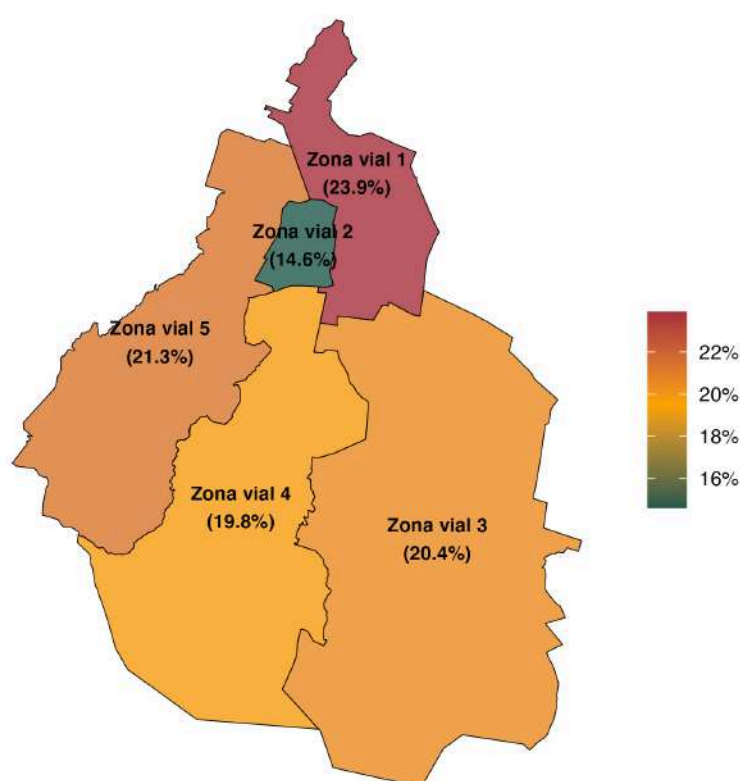 Zona vial 1
(23.9%)
Zona vial 2
(14.6%)
Zona vial 5
(21.3%)
Zona vial 4
(19.8%)
Zona vial 3
(20.4%)
22%
20%
18%
16%